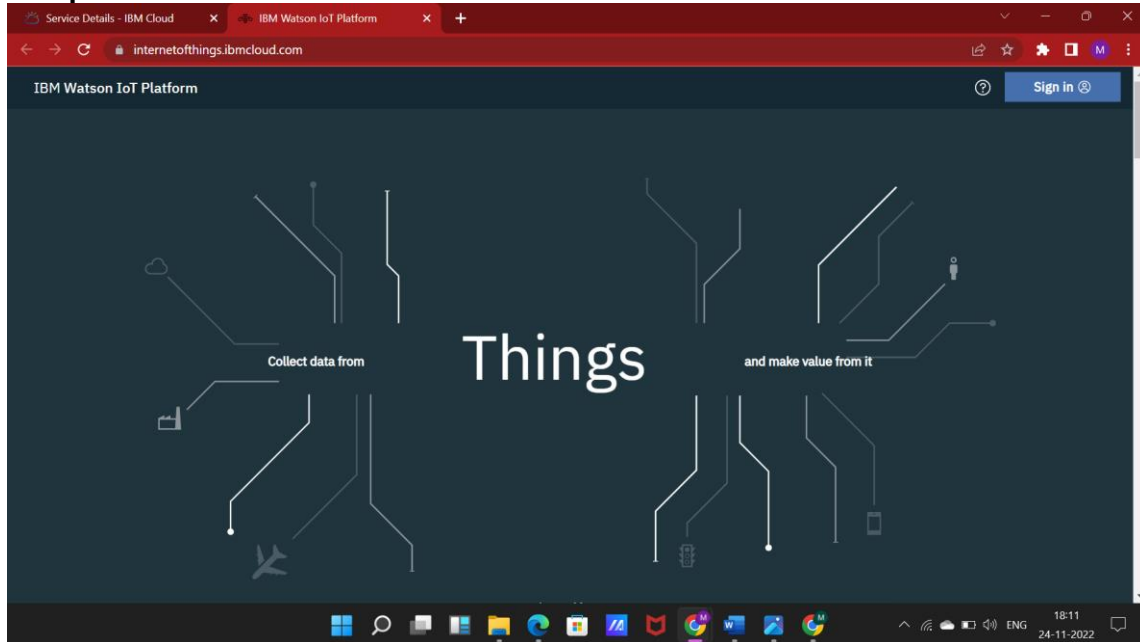 Service Details - IBM Cloud
IBM Watson IoT Platform
internetofthings.ibmcloud.com
M
IBM Watson IoT Platform
Sign in
Collect data from
Things
and make value from it
ENG
18:11
24-11-2022